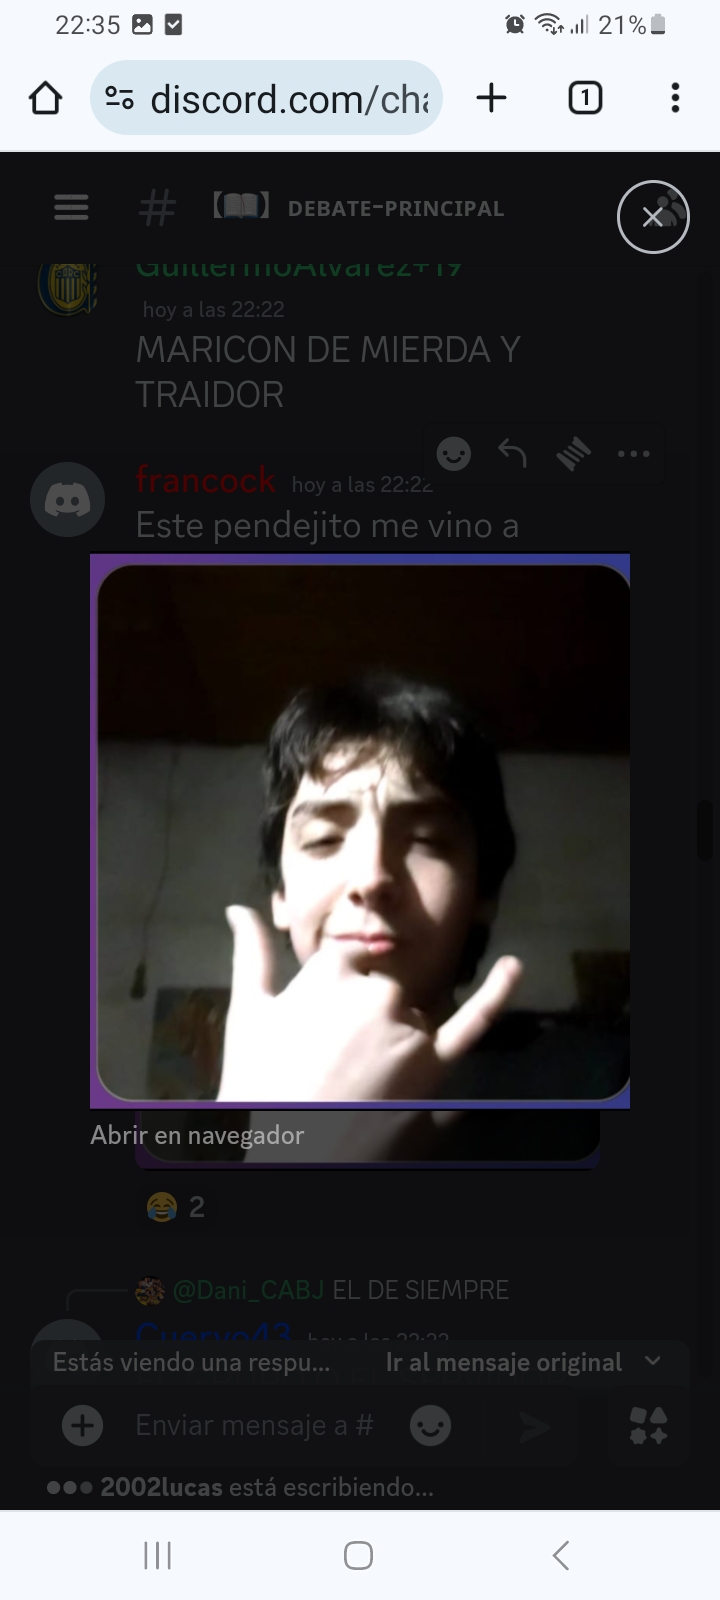 22:35
21%
discord.com/cha
# 【📖】 DEBATE-PRINCIPAL
GuillermoAlvarez+19
hoy a las 22:22
MARICON DE MIERDA Y
TRAIDOR
francock hoy a las 22:22
Este pendejito me vino a
Abrir en navegador
😂 2
@Dani_CABJ EL DE SIEMPRE
Cuervo43 hoy a las 22:22
Estás viendo una respu... Ir al mensaje original
Enviar mensaje a #
2002lucas está escribiendo...